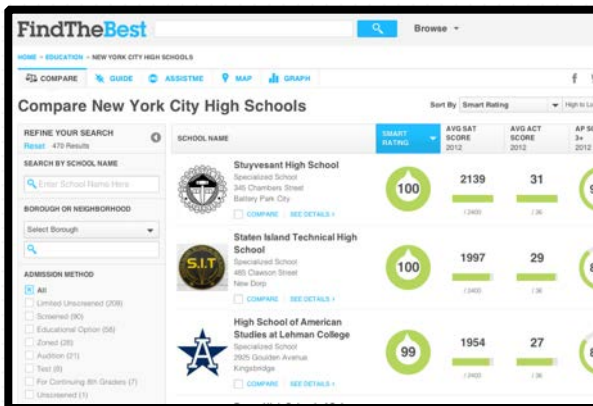 FindTheBest
Browse
HOME > EDUCATION > NEW YORK CITY HIGH SCHOOLS
COMPARE GUIDE ASSISTME MAP GRAPH
Compare New York City High Schools
Sort By Smart Rating High to Lo
REFINE YOUR SEARCH
Reset 470 Results
SEARCH BY SCHOOL NAME
Enter School Name Here
BOROUGH OR NEIGHBORHOOD
Select Borough
ADMISSION METHOD
All
Limited Unscreened (209)
Screened (90)
Educational Option (58)
Zoned (28)
Audition (21)
Test (8)
For Continuing 8th Graders (7)
Unscreened (1)
SCHOOL NAME
SMART RATING
AVG SAT SCORE 2012
AVG ACT SCORE 2012
3+
2012
Stuyvesant High School
Specialized School
345 Chambers Street
Battery Park City
COMPARE SEE DETAILS >
100
2139
/ 2400
31
/ 36
S.I.T
Staten Island Technical High
School
Specialized School
485 Clawson Street
New Dorp
COMPARE SEE DETAILS >
100
1997
/ 2400
29
/ 36
A
High School of American
Studies at Lehman College
Specialized School
2925 Goulden Avenue
Kingsbridge
COMPARE SEE DETAILS >
99
1954
/ 2400
27
/ 36